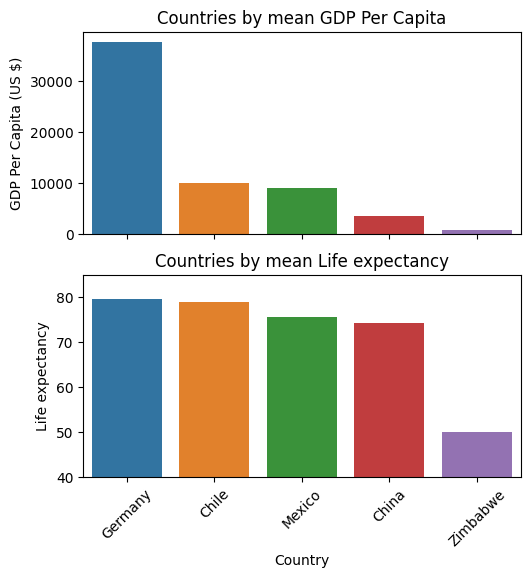 Countries by mean GDP Per Capita
GDP Per Capita (US $)
30000
20000
10000
0
Countries by mean Life expectancy
Life expectancy
80
70
60
50
40
Germany
Chile
Mexico
China
Zimbabwe
Country